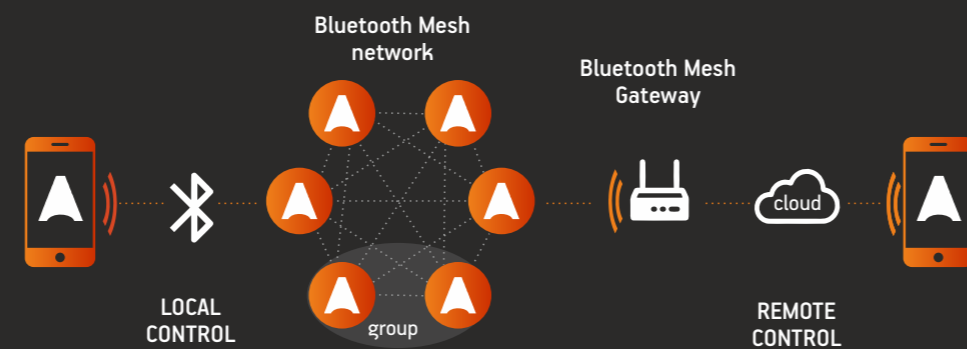 Bluetooth Mesh
network
Bluetooth Mesh
Gateway
cloud
LOCAL
CONTROL
group
REMOTE
CONTROL